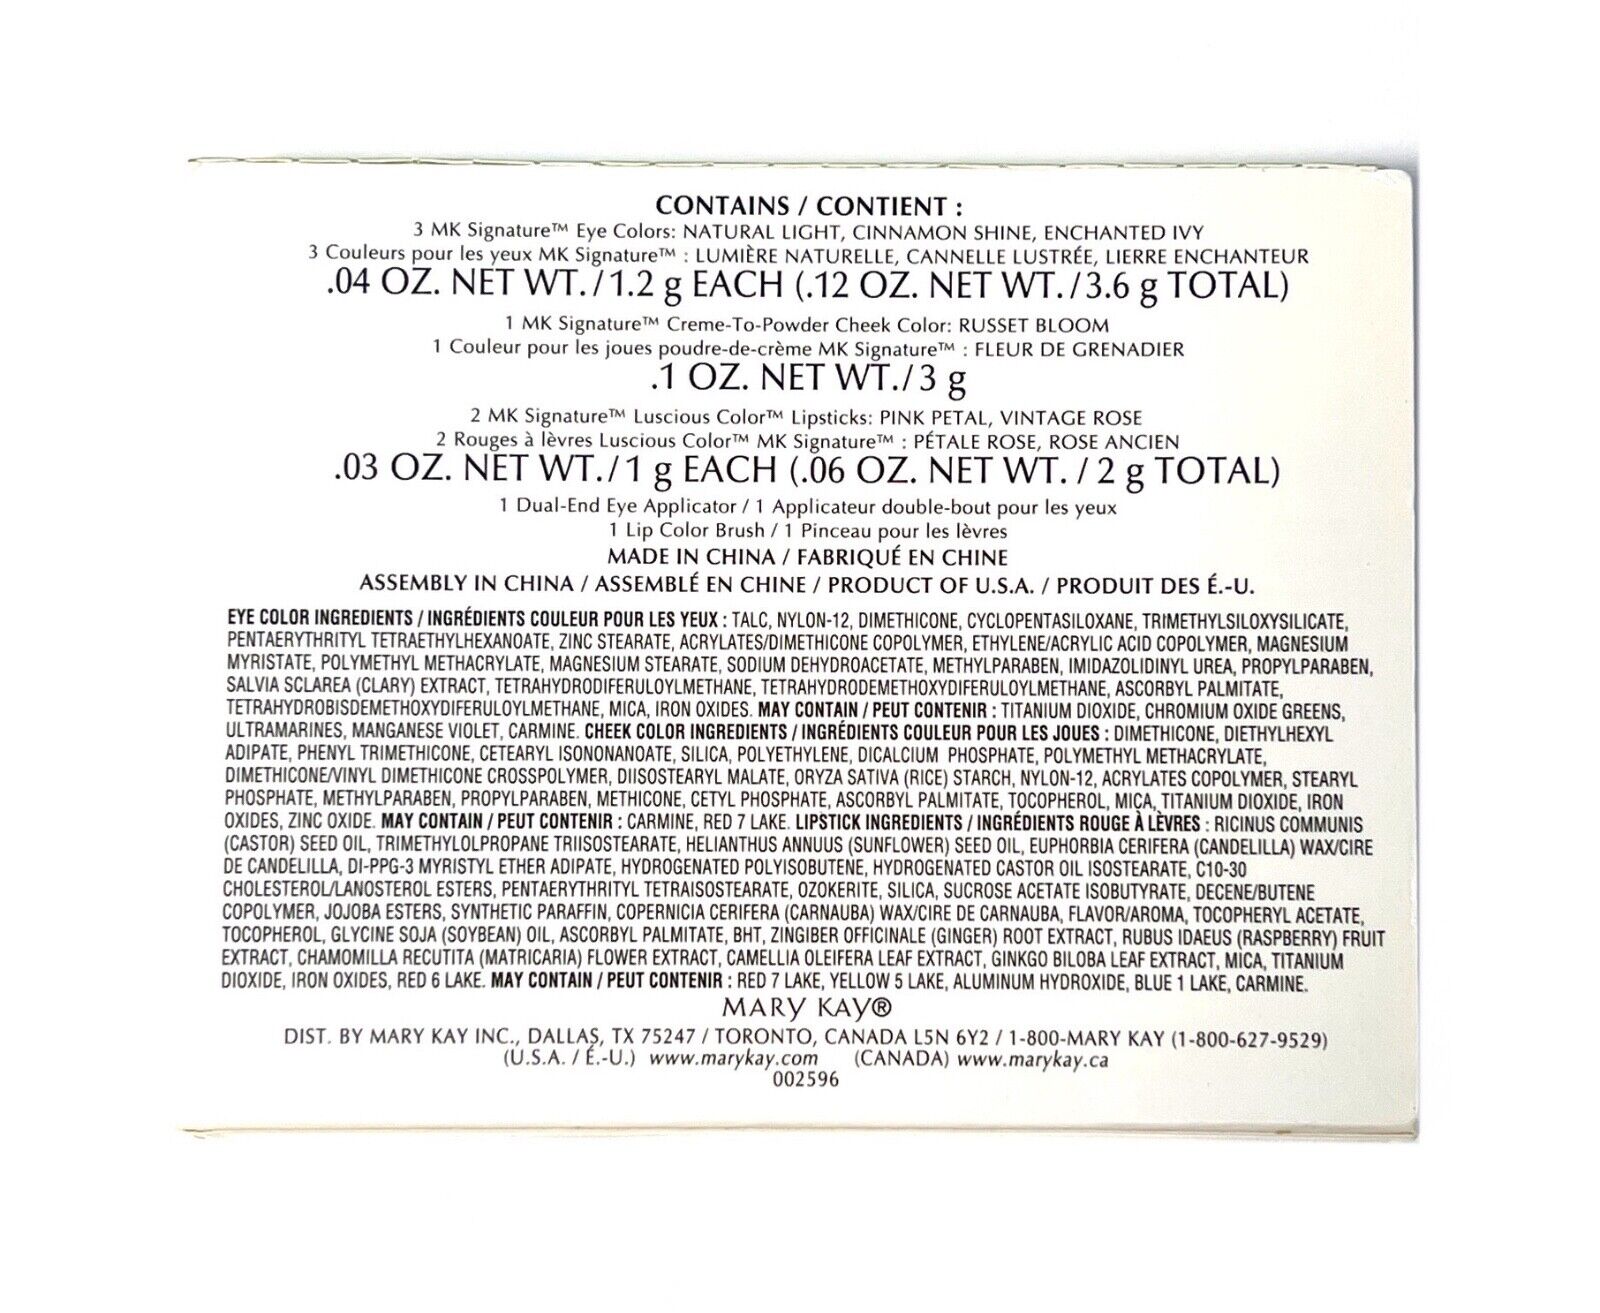 CONTAINS / CONTIENT :
3 MK Signature™ Eye Colors: NATURAL LIGHT, CINNAMON SHINE, ENCHANTED IVY
3 Couleurs pour les yeux MK Signature™ : LUMIÈRE NATURELLE, CANNELLE LUSTRÉE, LIERRE ENCHANTEUR
.04 OZ. NET WT./1.2 g EACH (.12 OZ. NET WT./3.6 g TOTAL)
1 MK Signature™ Creme-To-Powder Cheek Color: RUSSET BLOOM
1 Couleur pour les joues poudre-de-crème MK Signature™ : FLEUR DE GRENADIER
.1 OZ. NET WT./3 g
2 MK Signature™ Luscious Color™ Lipsticks: PINK PETAL, VINTAGE ROSE
2 Rouges à lèvres Luscious Color™ MK Signature™ : PÉTALE ROSE, ROSE ANCIEN
.03 OZ. NET WT./1 g EACH (.06 OZ. NET WT. / 2 g TOTAL)
1 Dual-End Eye Applicator / 1 Applicateur double-bout pour les yeux
1 Lip Color Brush / 1 Pinceau pour les lèvres
MADE IN CHINA / FABRIQUÉ EN CHINE
ASSEMBLY IN CHINA / ASSEMBLÉ EN CHINE / PRODUCT OF U.S.A. / PRODUIT DES É.-U.
EYE COLOR INGREDIENTS / INGRÉDIENTS COULEUR POUR LES YEUX : TALC, NYLON-12, DIMETHICONE, CYCLOPENTASILOXANE, TRIMETHYLSILOXYSILICATE,
PENTAERYTHRITYL TETRAETHYLHEXANOATE, ZINC STEARATE, ACRYLATES/DIMETHICONE COPOLYMER, ETHYLENE/ACRYLIC ACID COPOLYMER, MAGNESIUM
MYRISTATE, POLYMETHYL METHACRYLATE, MAGNESIUM STEARATE, SODIUM DEHYDROACETATE, METHYLPARABEN, IMIDAZOLIDINYL UREA, PROPYLPARABEN,
SALVIA SCLAREA (CLARY) EXTRACT, TETRAHYDRODIFERULOYLMETHANE, TETRAHYDRODEMETHOXYDIFERULOYLMETHANE, ASCORBYL PALMITATE,
TETRAHYDROBISDEMETHOXYDIFERULOYLMETHANE, MICA, IRON OXIDES. MAY CONTAIN / PEUT CONTENIR : TITANIUM DIOXIDE, CHROMIUM OXIDE GREENS,
ULTRAMARINES, MANGANESE VIOLET, CARMINE. CHEEK COLOR INGREDIENTS / INGRÉDIENTS COULEUR POUR LES JOUES : DIMETHICONE, DIETHYLHEXYL
ADIPATE, PHENYL TRIMETHICONE, CETEARYL ISONONANOATE, SILICA, POLYETHYLENE, DICALCIUM PHOSPHATE, POLYMETHYL METHACRYLATE,
DIMETHICONE/VINYL DIMETHICONE CROSSPOLYMER, DIISOSTEARYL MALATE, ORYZA SATIVA (RICE) STARCH, NYLON-12, ACRYLATES COPOLYMER, STEARYL
PHOSPHATE, METHYLPARABEN, PROPYLPARABEN, METHICONE, CETYL PHOSPHATE, ASCORBYL PALMITATE, TOCOPHEROL, MICA, TITANIUM DIOXIDE, IRON
OXIDES, ZINC OXIDE. MAY CONTAIN / PEUT CONTENIR : CARMINE, RED 7 LAKE. LIPSTICK INGREDIENTS / INGRÉDIENTS ROUGE À LÈVRES : RICINUS COMMUNIS
(CASTOR) SEED OIL, TRIMETHYLOLPROPANE TRIISOSTEARATE, HELIANTHUS ANNUUS (SUNFLOWER) SEED OIL, EUPHORBIA CERIFERA (CANDELILLA) WAX/CIRE
DE CANDELILLA, DI-PPG-3 MYRISTYL ETHER ADIPATE, HYDROGENATED POLYISOBUTENE, HYDROGENATED CASTOR OIL ISOSTEARATE, C10-30
CHOLESTEROL/LANOSTEROL ESTERS, PENTAERYTHRITYL TETRAISOSTEARATE, OZOKERITE, SILICA, SUCROSE ACETATE ISOBUTYRATE, DECENE/BUTENE
COPOLYMER, JOJOBA ESTERS, SYNTHETIC PARAFFIN, COPERNICIA CERIFERA (CARNAUBA) WAX/CIRE DE CARNAUBA, FLAVOR/AROMA, TOCOPHERYL ACETATE,
TOCOPHEROL, GLYCINE SOJA (SOYBEAN) OIL, ASCORBYL PALMITATE, BHT, ZINGIBER OFFICINALE (GINGER) ROOT EXTRACT, RUBUS IDAEUS (RASPBERRY) FRUIT
EXTRACT, CHAMOMILLA RECUTITA (MATRICARIA) FLOWER EXTRACT, CAMELLIA OLEIFERA LEAF EXTRACT, GINKGO BILOBA LEAF EXTRACT, MICA, TITANIUM
DIOXIDE, IRON OXIDES, RED 6 LAKE. MAY CONTAIN / PEUT CONTENIR : RED 7 LAKE, YELLOW 5 LAKE, ALUMINUM HYDROXIDE, BLUE 1 LAKE, CARMINE.
MARY KAY®
DIST. BY MARY KAY INC., DALLAS, TX 75247 / TORONTO, CANADA L5N 6Y2 / 1-800-MARY KAY (1-800-627-9529)
(U.S.A. / É.-U.) www.marykay.com (CANADA) www.marykay.ca
002596